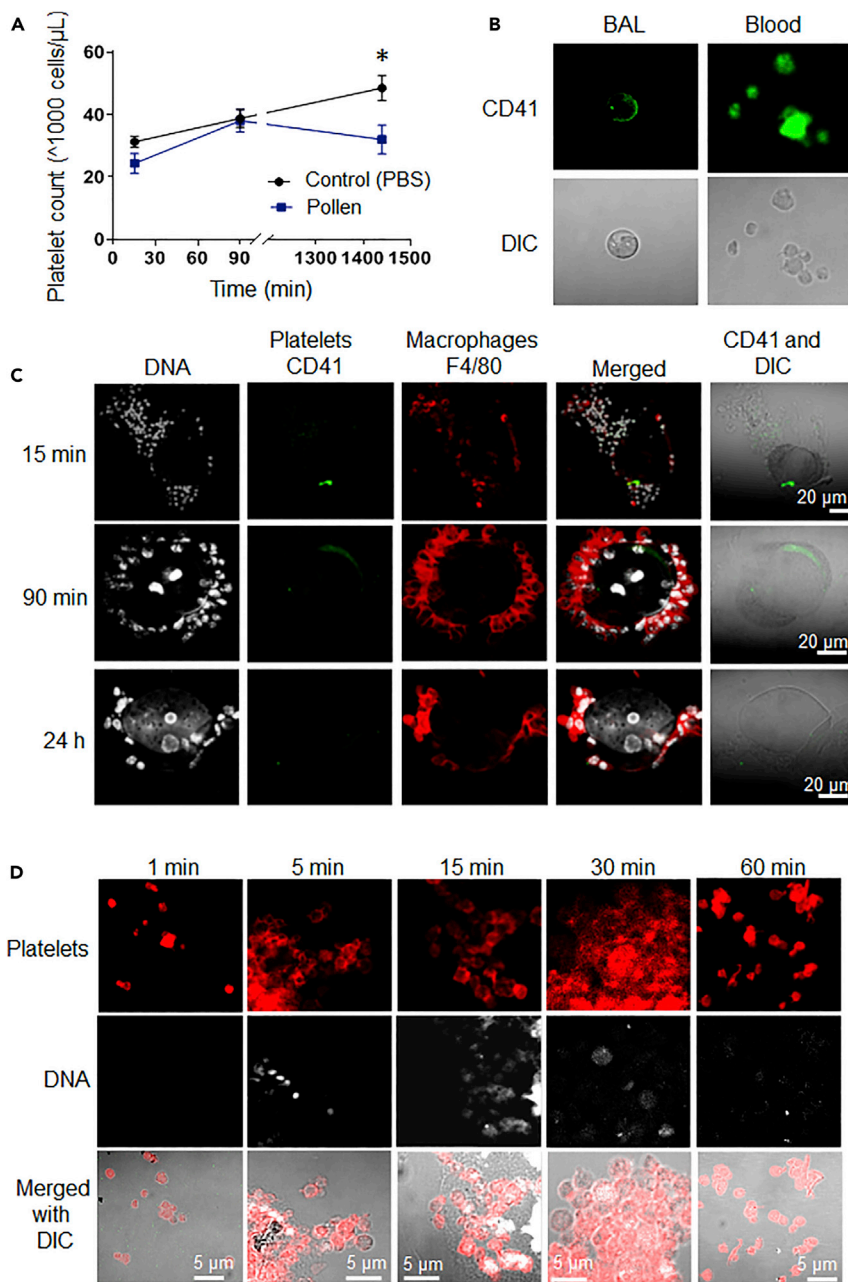 A
Platelet count (^1000 cells/µL)
60
40
20
0
*
Control (PBS)
Pollen
0 30 60 90 1300 1400 1500
Time (min)
B
BAL Blood
CD41
DIC
C
DNA
Platelets
CD41
Macrophages
F4/80
Merged
CD41 and
DIC
15 min
20 µm
90 min
20 µm
24 h
20 µm
D
1 min 5 min 15 min 30 min 60 min
Platelets
DNA
Merged
with
DIC
5 µm 5 µm 5 µm 5 µm 5 µm